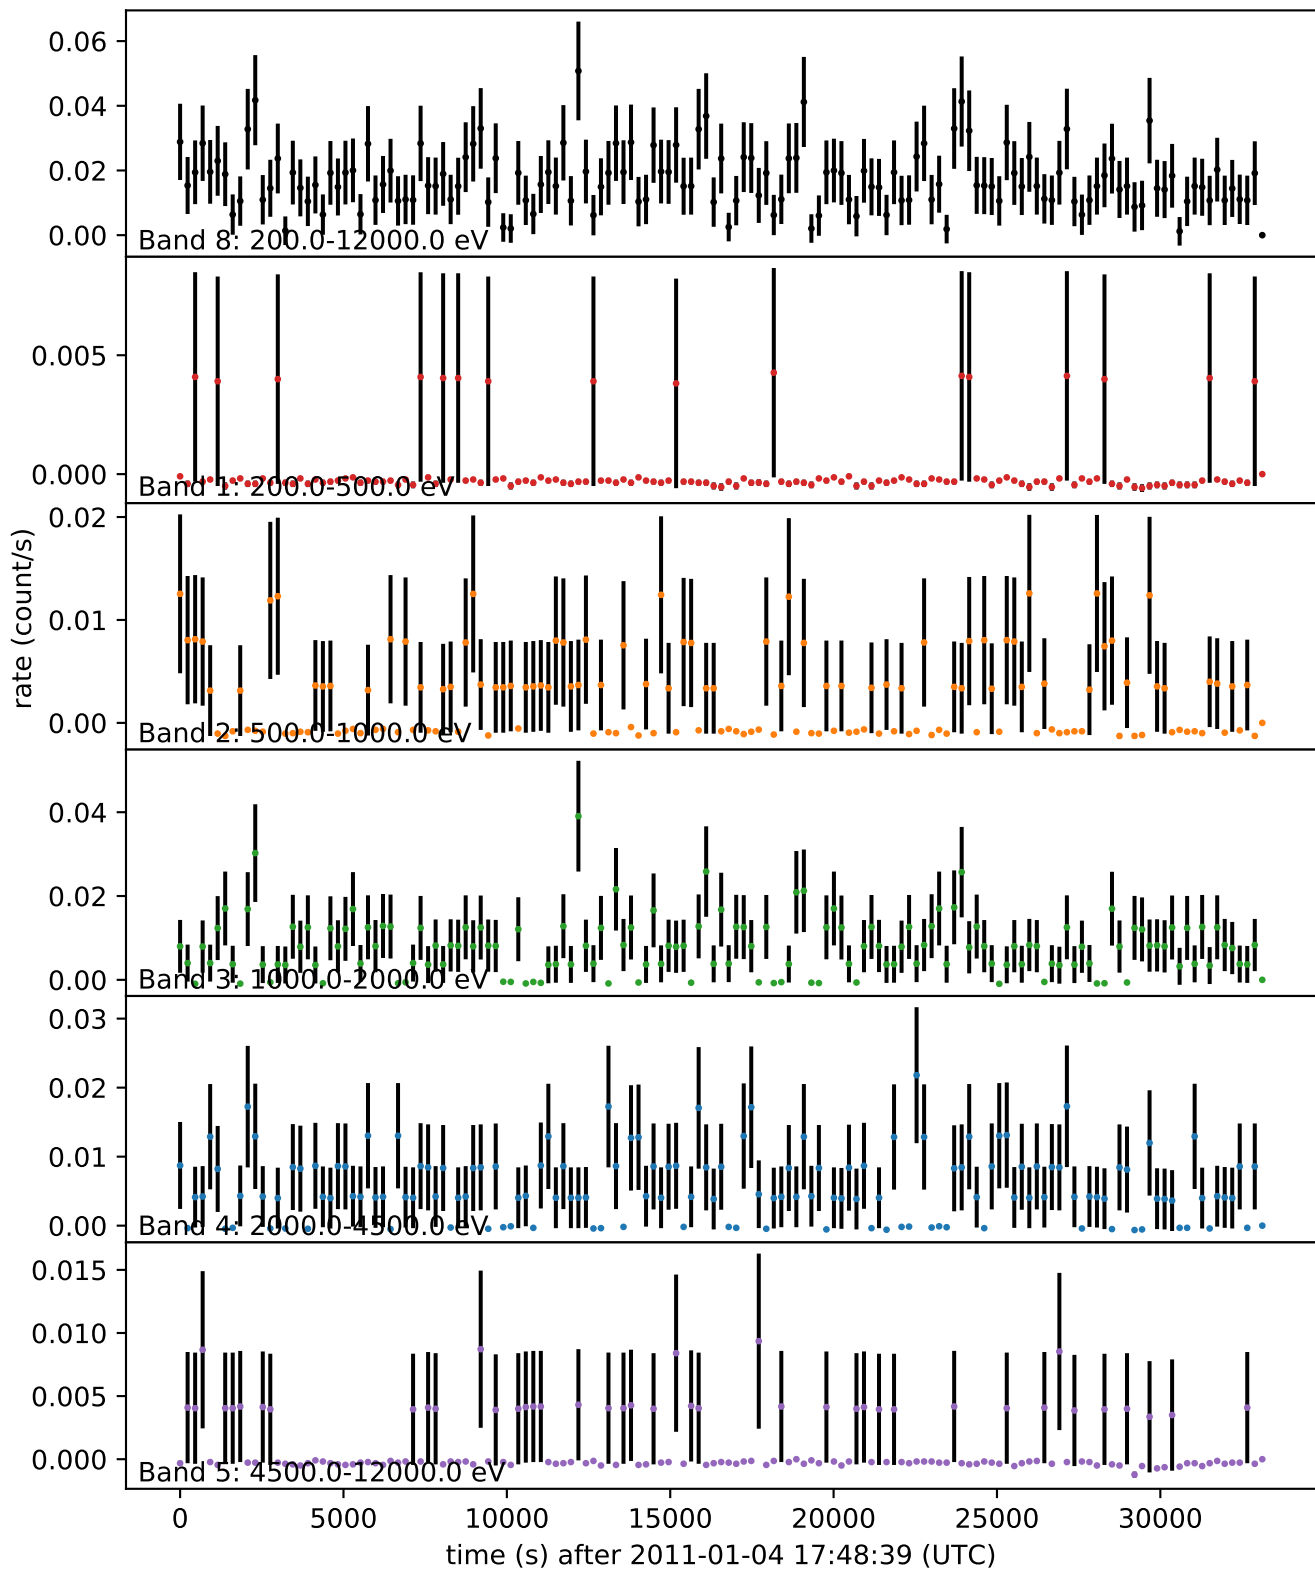 0.06
0.04
0.02
0.00
Band 8: 200.0-12000.0 eV
0.005
0.000
Band 1: 200.0-500.0 eV
0.02
0.01
0.00
Band 2: 500.0-1000.0 eV
rate (count/s)
0.04
0.02
0.00
Band 3: 1000.0-2000.0 eV
0.03
0.02
0.01
0.00
Band 4: 2000.0-4500.0 eV
0.015
0.010
0.005
0.000
Band 5: 4500.0-12000.0 eV
0 5000 10000 15000 20000 25000 30000
time (s) after 2011-01-04 17:48:39 (UTC)